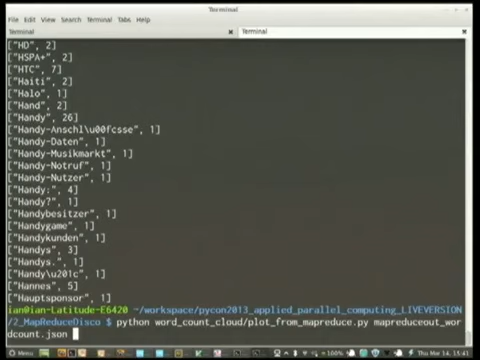 Terminal
File Edit View Search Terminal Tabs Help
Terminal
Terminal
["HD", 2]
["HSPA+", 2]
["HTC", 7]
["Haiti", 2]
["Halo", 1]
["Hand", 2]
["Handy", 26]
["Handy-Anschl\u00fcsse", 1]
["Handy-Daten", 1]
["Handy-Musikmarkt", 1]
["Handy-Notruf", 1]
["Handy-Nutzer", 1]
["Handy:", 4]
["Handy?", 1]
["Handybesitzer", 1]
["Handygame", 1]
["Handykunden", 1]
["Handys", 3]
["Handys.", 1]
["Handy\u201c", 1]
["Hannes", 5]
["Hauptsponsor", 1]
ian@ian-Latitude-E6420 ~/workspace/pycon2013_applied_parallel_computing_LIVEVERSION
/2_MapReduceDisco $ python word_count_cloud/plot_from_mapreduce.py mapreduceout_wor
dcount.json
Menu
100%
Thu Mar 14, 15:41